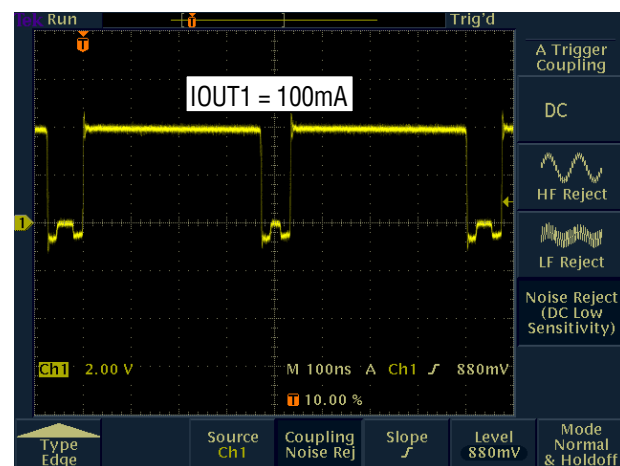 Run
Trig'd
T
A Trigger
Coupling
IOUT1 = 100mA
DC
HF Reject
1
LF Reject
Noise Reject
(DC Low
Sensitivity)
Ch1 2.00 V M 100ns A Ch1 880mV
T 10.00 %
Type
Edge
Source
Ch1
Coupling
Noise Rej
Slope
Level
880mV
Mode
Normal
& Holdoff